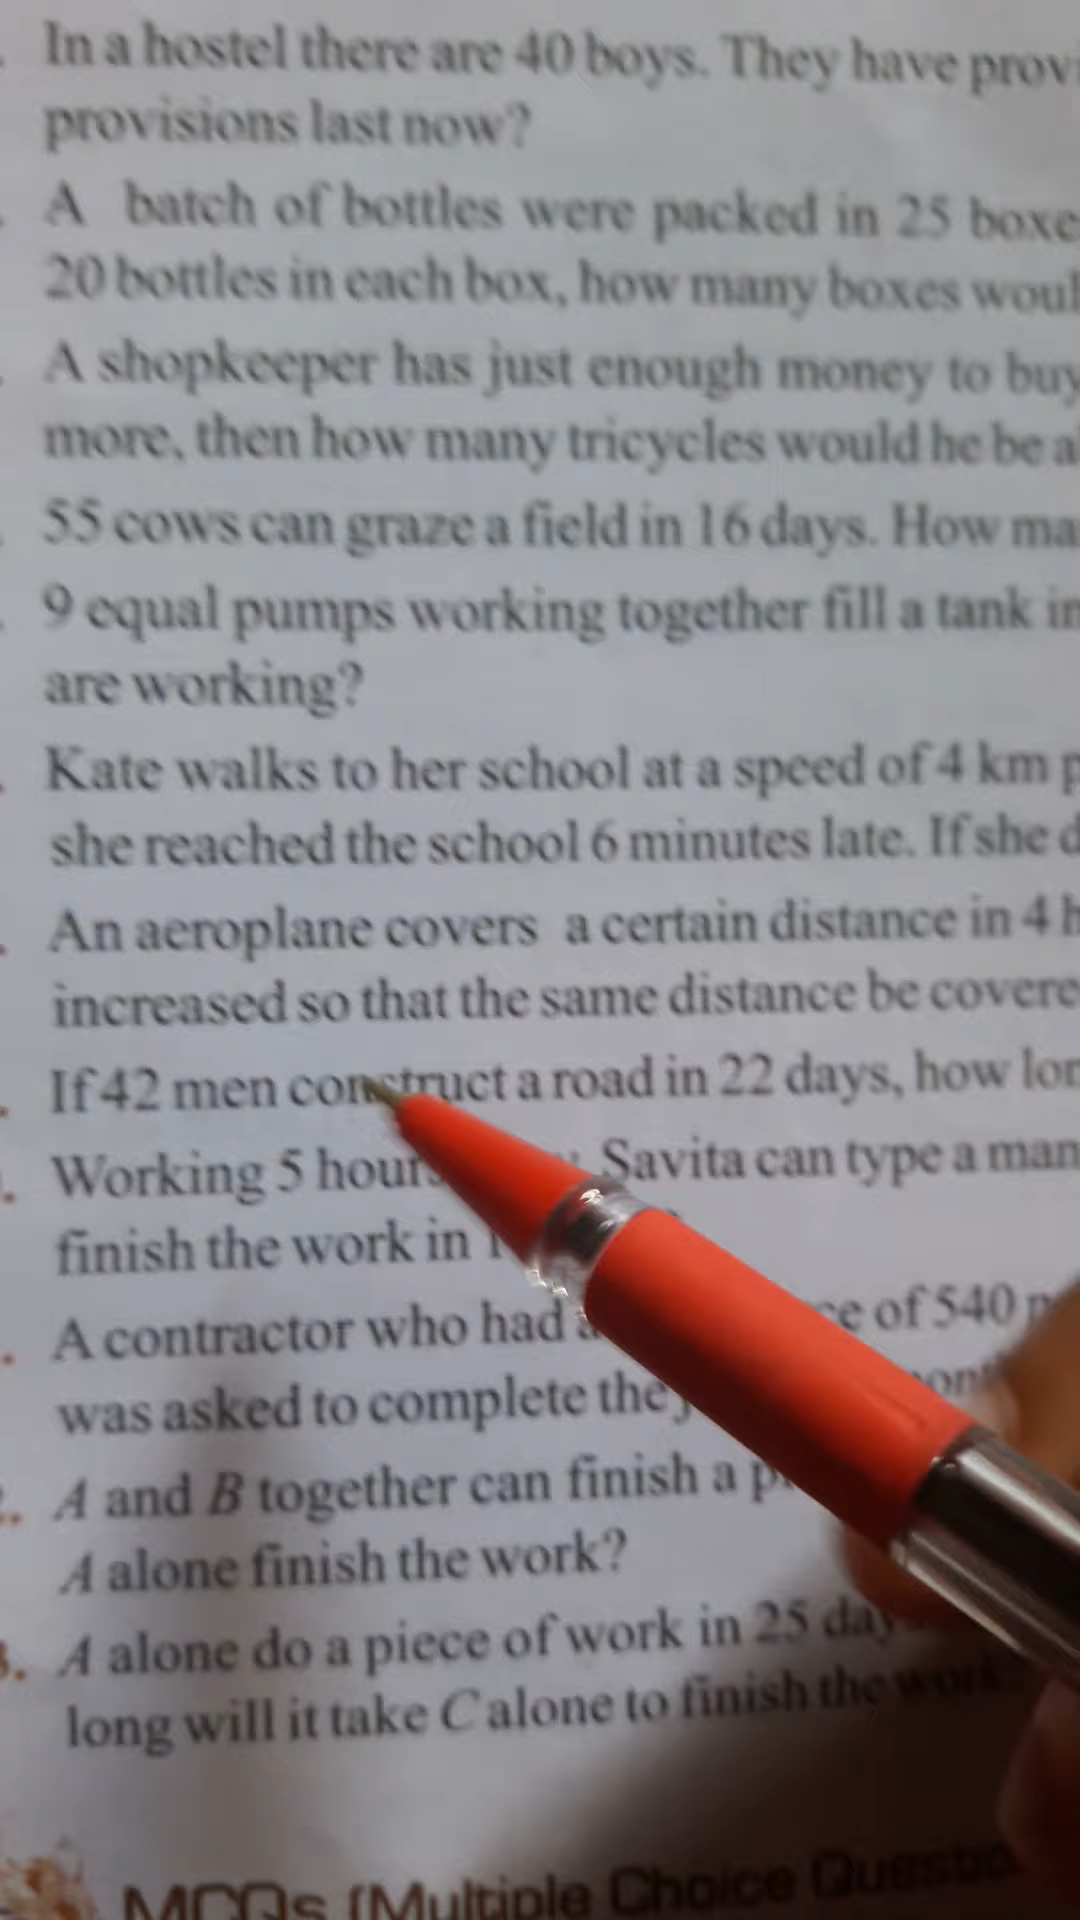 In a hostel there are 40 boys. They have provi
provisions last now?
A batch of bottles were packed in 25 boxe
20 bottles in each box, how many boxes woul
A shopkeeper has just enough money to buy
more, then how many tricycles would he be a
55 cows can graze a field in 16 days. How ma
9 equal pumps working together fill a tank in
are working?
Kate walks to her school at a speed of 4 km p
she reached the school 6 minutes late. If she d
An aeroplane covers a certain distance in 4 h
increased so that the same distance be covere
If 42 men construct a road in 22 days, how lon
Working 5 hours Savita can type a man
finish the work in
A contractor who had of 540
was asked to complete the
A and B together can finish a
A alone finish the work?
3. A alone do a piece of work in 25 day
long will it take C alone to finish the work
MCQs (Multiple Choice Questio